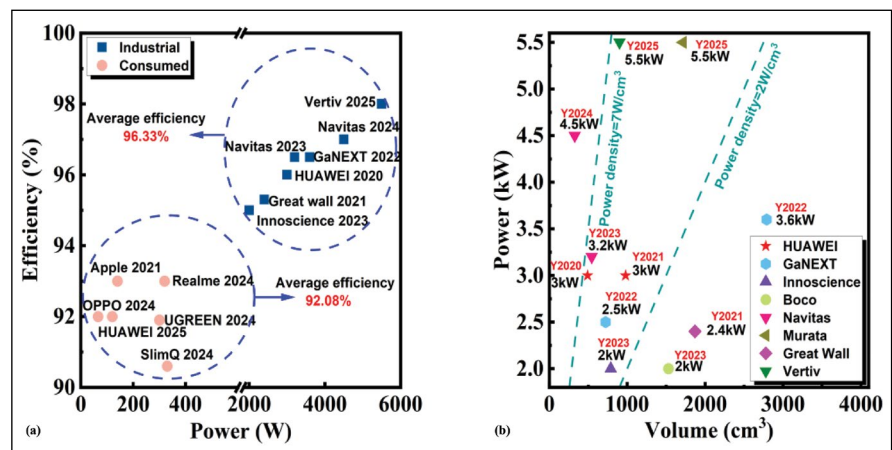 100
98
96
94
92
90
Efficiency (%)
Industrial
Consumed
Average efficiency
96.33%
Vertiv 2025
Navitas 2024
Navitas 2023
GaNEXT 2022
HUAWEI 2020
Great wall 2021
Innoscience 2023
Apple 2021
Realme 2024
OPPO 2024
HUAWEI 2025
UGREEN 2024
SlimQ 2024
Average efficiency
92.08%
0 200 400 2000 4000 6000
Power (W)
(a)
5.5
5.0
4.5
4.0
3.5
3.0
2.5
2.0
Power (kW)
Y2025
5.5kW
Y2025
5.5kW
Y2024
4.5kW
Power density=7W/cm3
Power density=2W/cm3
Y2022
3.6kW
Y2023
3.2kW
Y2020
3kW
Y2021
3kW
Y2022
2.5kW
Y2021
2.4kW
Y2023
2kW
Y2023
2kW
HUAWEI
GaNEXT
Innoscience
Boco
Navitas
Murata
Great Wall
Vertiv
0 1000 2000 3000 4000
Volume (cm3)
(b)